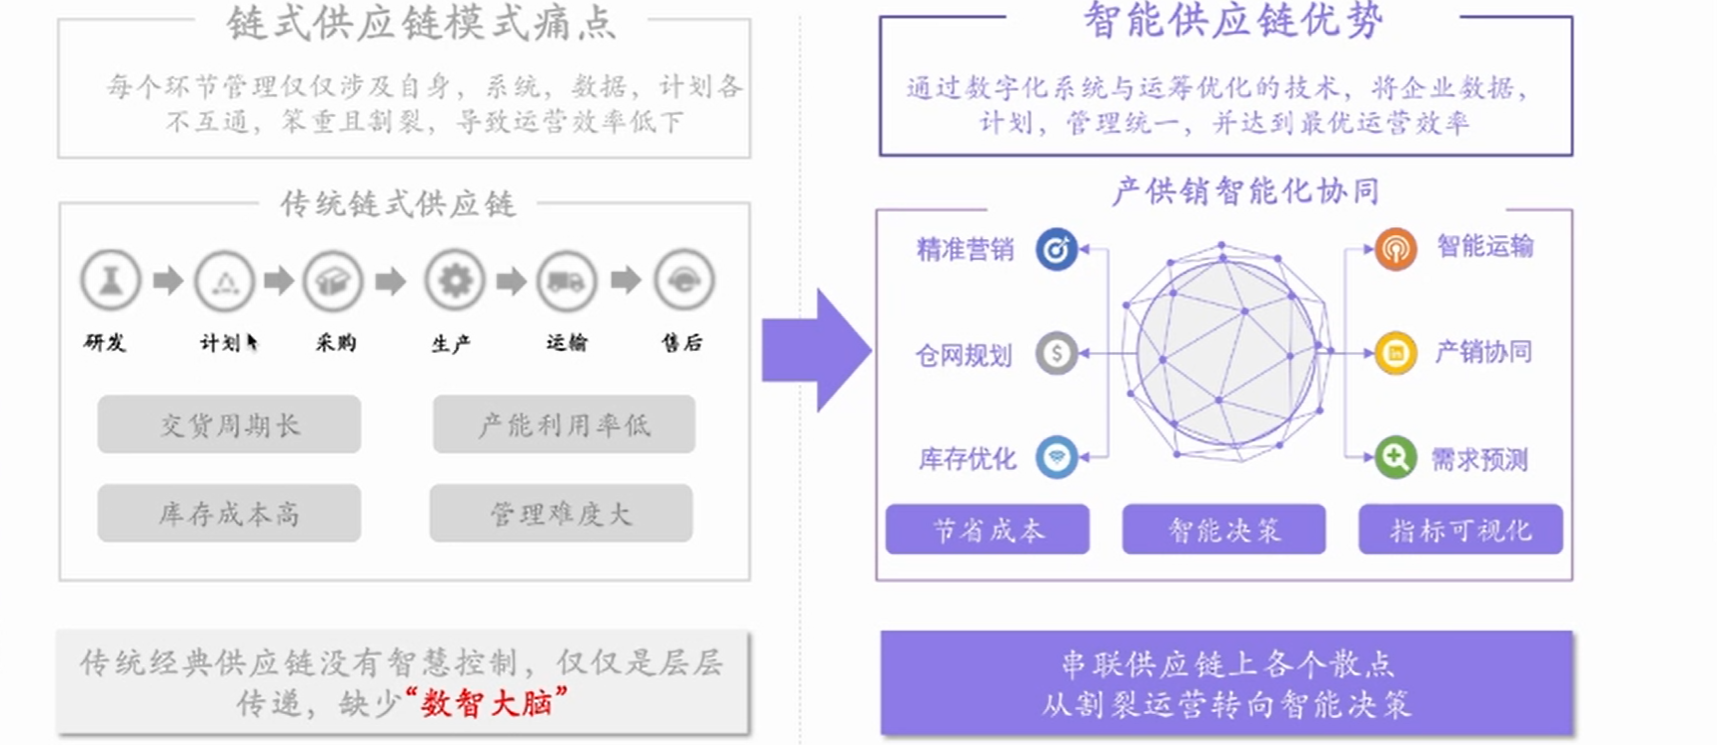 链式供应链模式痛点
每个环节管理仅仅涉及自身，系统，数据，计划各
不互通，笨重且割裂，导致运营效率低下
传统链式供应链
研发
计划
采购
生产
运输
售后
交货周期长
产能利用率低
库存成本高
管理难度大
传统经典供应链没有智慧控制，仅仅是层层
传递，缺少“数智大脑”
智能供应链优势
通过数字化系统与运筹优化的技术，将企业数据，
计划，管理统一，并达到最优运营效率
产供销智能化协同
精准营销
智能运输
仓网规划
$
in
产销协同
库存优化
需求预测
节省成本
智能决策
指标可视化
串联供应链上各个散点
从割裂运营转向智能决策